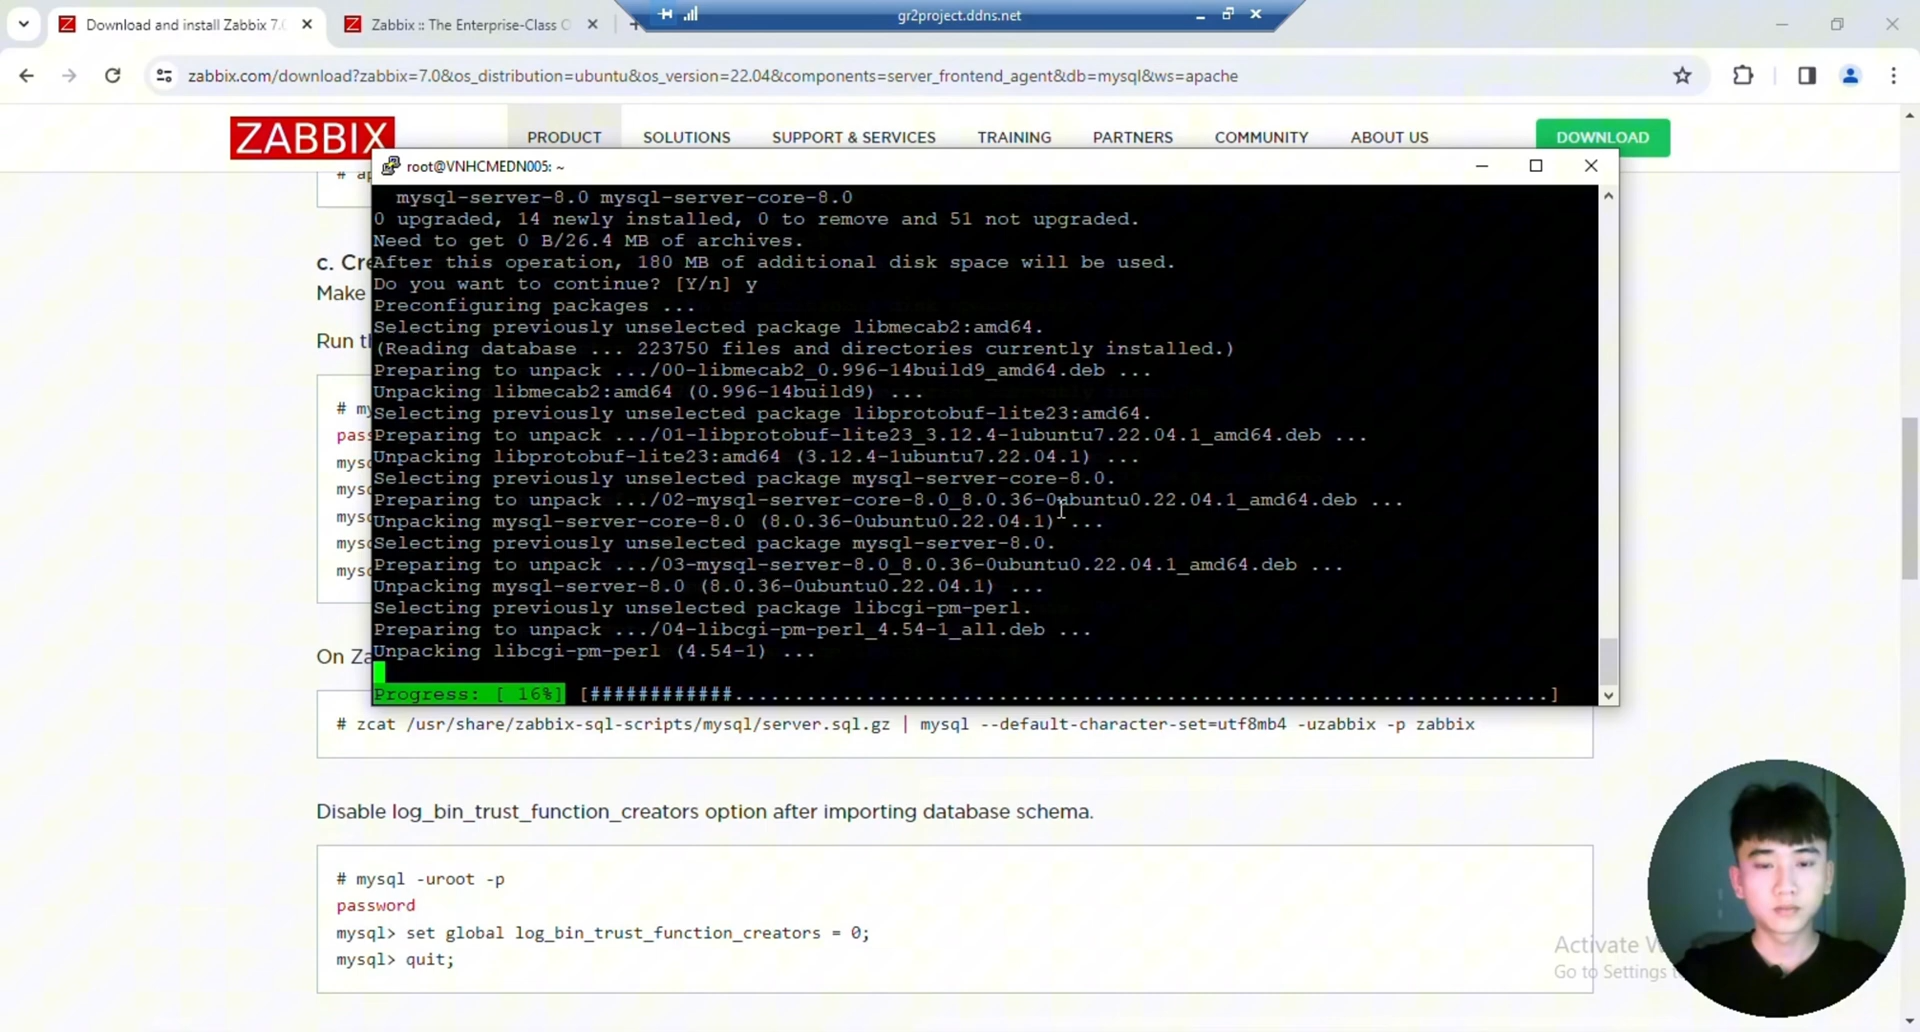 Download and install Zabbix 7.0
Zabbix :: The Enterprise-Class O
gr2project.ddns.net
zabbix.com/download?zabbix=7.0&os_distribution=ubuntu&os_version=22.04&components=server_frontend_agent&db=mysql&ws=apache
ZABBIX
PRODUCT
SOLUTIONS
SUPPORT & SERVICES
TRAINING
PARTNERS
COMMUNITY
ABOUT US
DOWNLOAD
# ap
root@VNHCMEDN005: ~
mysql-server-8.0 mysql-server-core-8.0
0 upgraded, 14 newly installed, 0 to remove and 51 not upgraded.
Need to get 0 B/26.4 MB of archives.
After this operation, 180 MB of additional disk space will be used.
Do you want to continue? [Y/n] y
Preconfiguring packages ...
Selecting previously unselected package libmecab2:amd64.
(Reading database ... 223750 files and directories currently installed.)
Preparing to unpack .../00-libmecab2_0.996-14build9_amd64.deb ...
Unpacking libmecab2:amd64 (0.996-14build9) ...
Selecting previously unselected package libprotobuf-lite23:amd64.
Preparing to unpack .../01-libprotobuf-lite23_3.12.4-1ubuntu7.22.04.1_amd64.deb ...
Unpacking libprotobuf-lite23:amd64 (3.12.4-1ubuntu7.22.04.1) ...
Selecting previously unselected package mysql-server-core-8.0.
Preparing to unpack .../02-mysql-server-core-8.0_8.0.36-0ubuntu0.22.04.1_amd64.deb ...
Unpacking mysql-server-core-8.0 (8.0.36-0ubuntu0.22.04.1) ...
Selecting previously unselected package mysql-server-8.0.
Preparing to unpack .../03-mysql-server-8.0_8.0.36-0ubuntu0.22.04.1_amd64.deb ...
Unpacking mysql-server-8.0 (8.0.36-0ubuntu0.22.04.1) ...
Selecting previously unselected package libcgi-pm-perl.
Preparing to unpack .../04-libcgi-pm-perl_4.54-1_all.deb ...
Unpacking libcgi-pm-perl (4.54-1) ...
Progress: [ 16%] [############....................................................................]
c. Cre
Make
Run th
# my
pass
mysq
mysq
mysq
mysq
mysq
On Za
# zcat /usr/share/zabbix-sql-scripts/mysql/server.sql.gz | mysql --default-character-set=utf8mb4 -uzabbix -p zabbix
Disable log_bin_trust_function_creators option after importing database schema.
# mysql -uroot -p
password
mysql> set global log_bin_trust_function_creators = 0;
mysql> quit;
Activate W
Go to Settings t